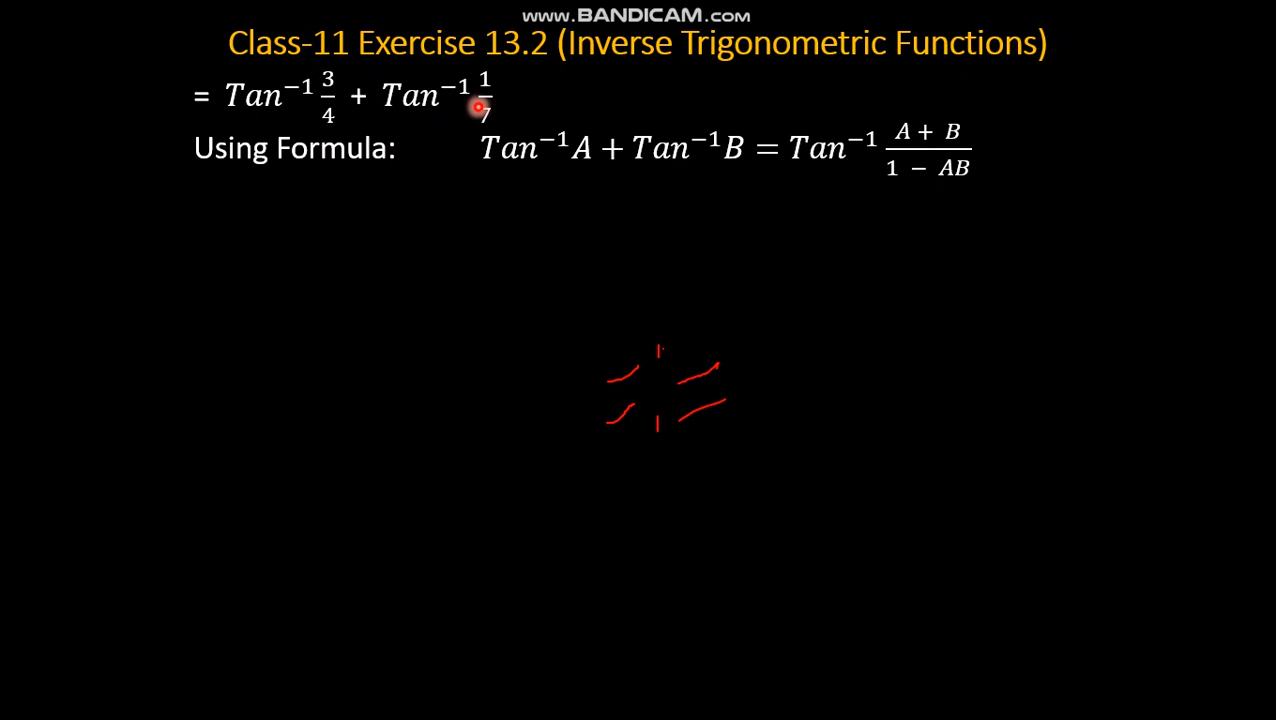 www.BANDICAM.com
Class-11 Exercise 13.2 (Inverse Trigonometric Functions)
= Tan⁻¹ 3/4 + Tan⁻¹ 1/7
Using Formula: Tan⁻¹A + Tan⁻¹B = Tan⁻¹ (A + B)/(1 − AB)